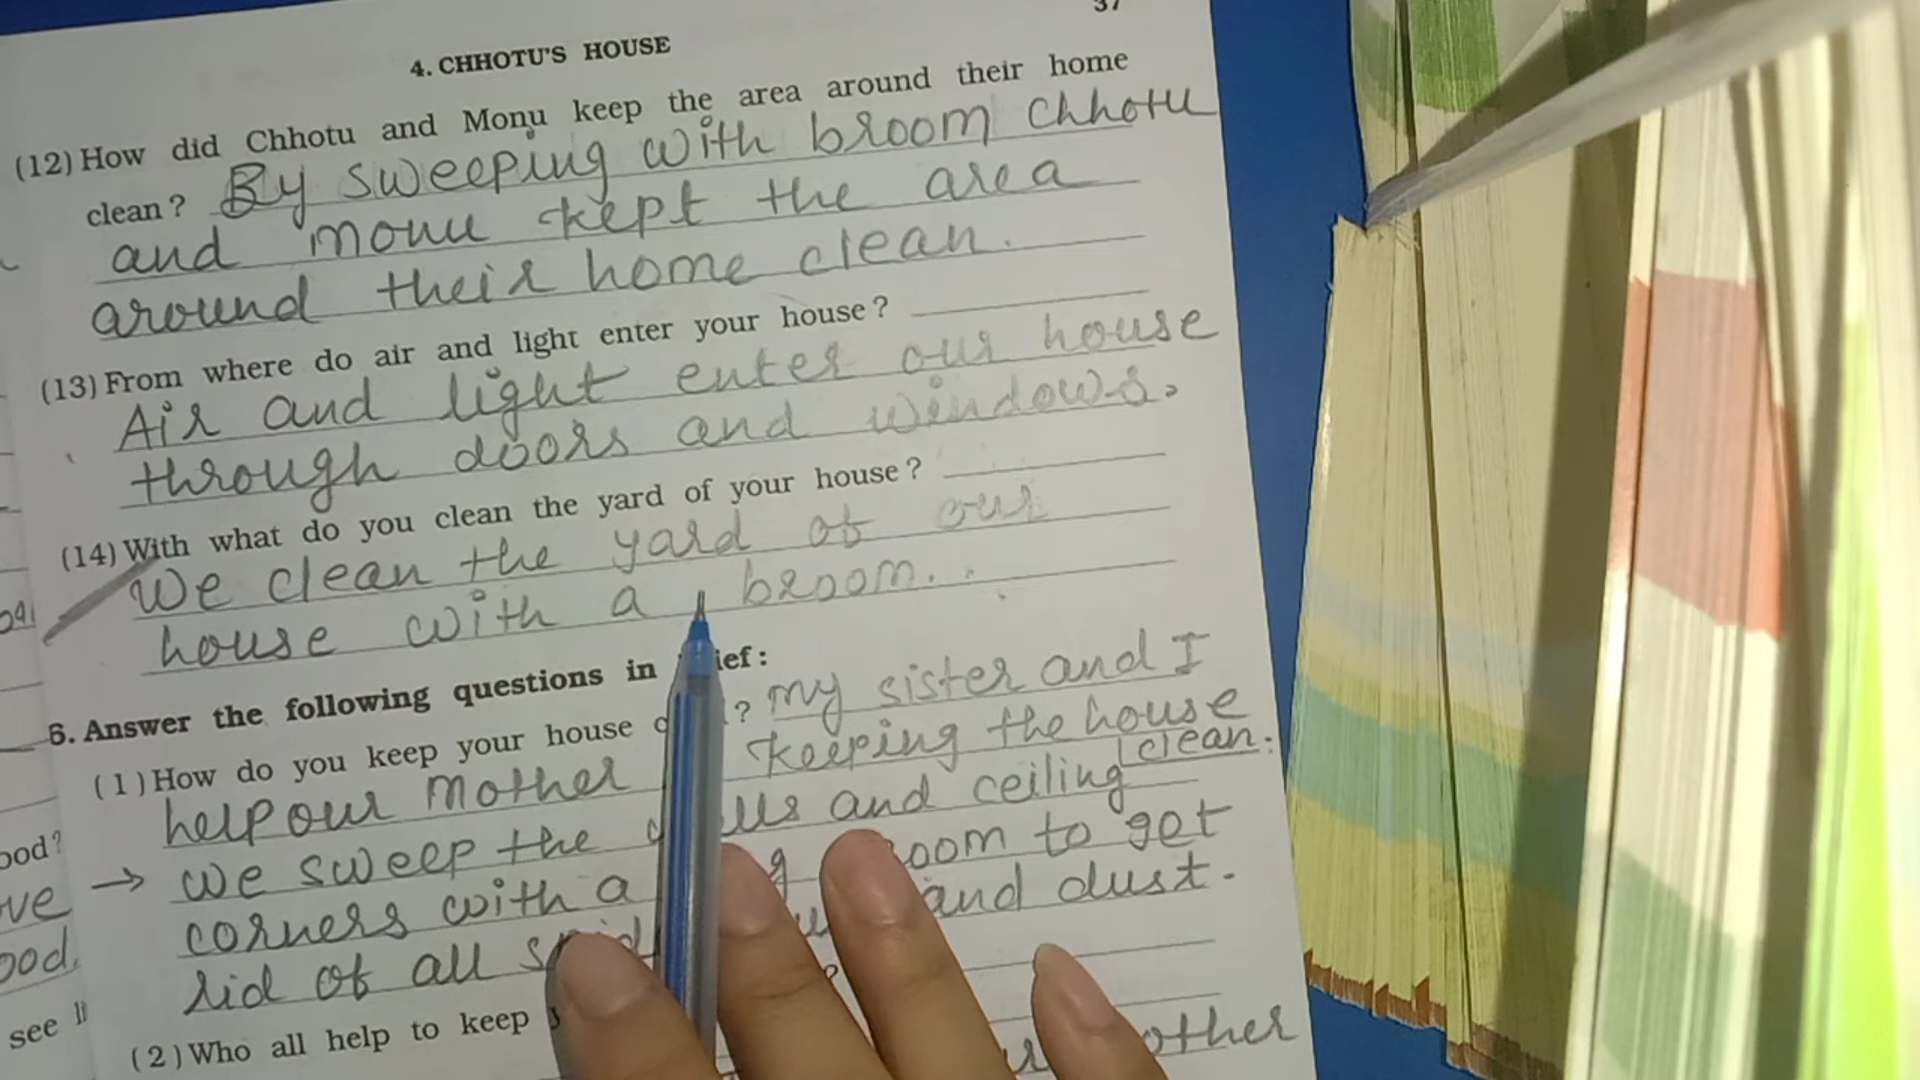 37
4. CHHOTU'S HOUSE
(12) How did Chhotu and Monu keep the area around their home
clean? By sweeping with broom Chhotu
and monu kept the area
around their home clean.
(13) From where do air and light enter your house?
Air and light enter our house
through doors and windows.
(14) With what do you clean the yard of your house?
We clean the yard of our
house with a broom.
6. Answer the following questions in ief:
(1) How do you keep your house ? my sister and I
help our mother keeping the house
clean.
→ we sweep the and ceiling
corners with a oom to get
rid of all and dust.
(2) Who all help to keep
other
ood?
ve
ood.
see